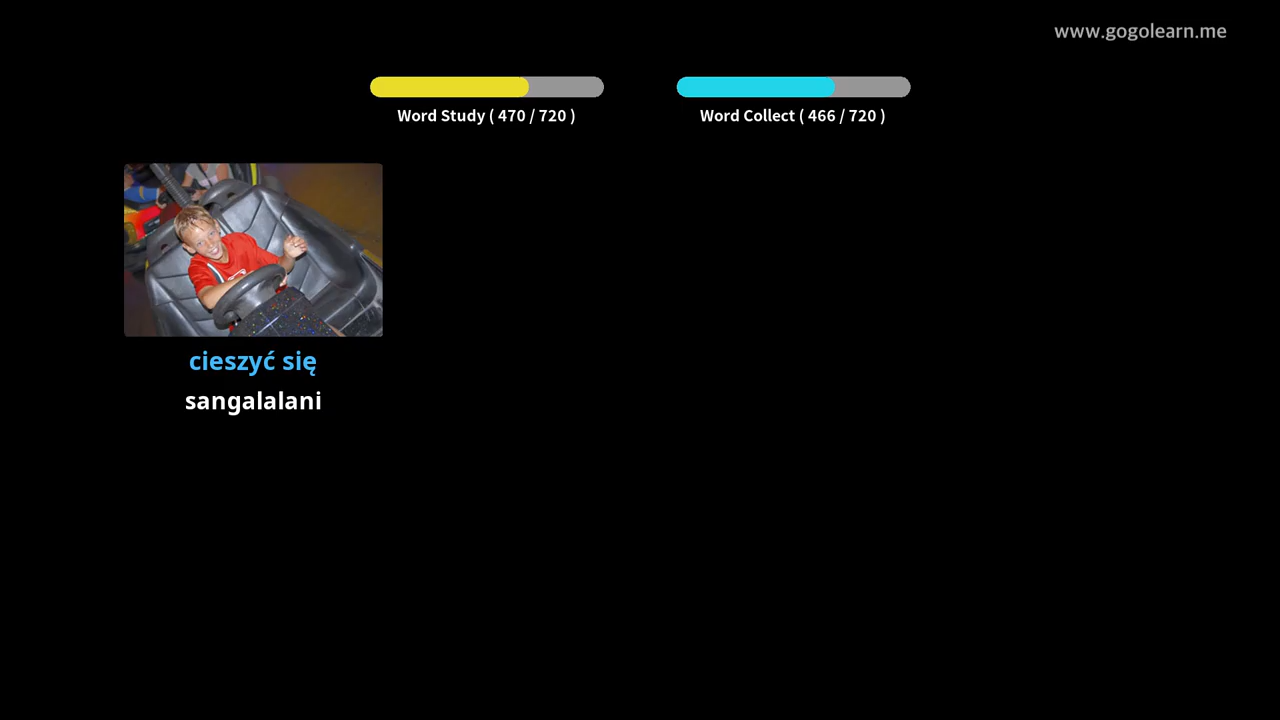 www.gogolearn.me
Word Study ( 470 / 720 )
Word Collect ( 466 / 720 )
cieszyć się
sangalalani